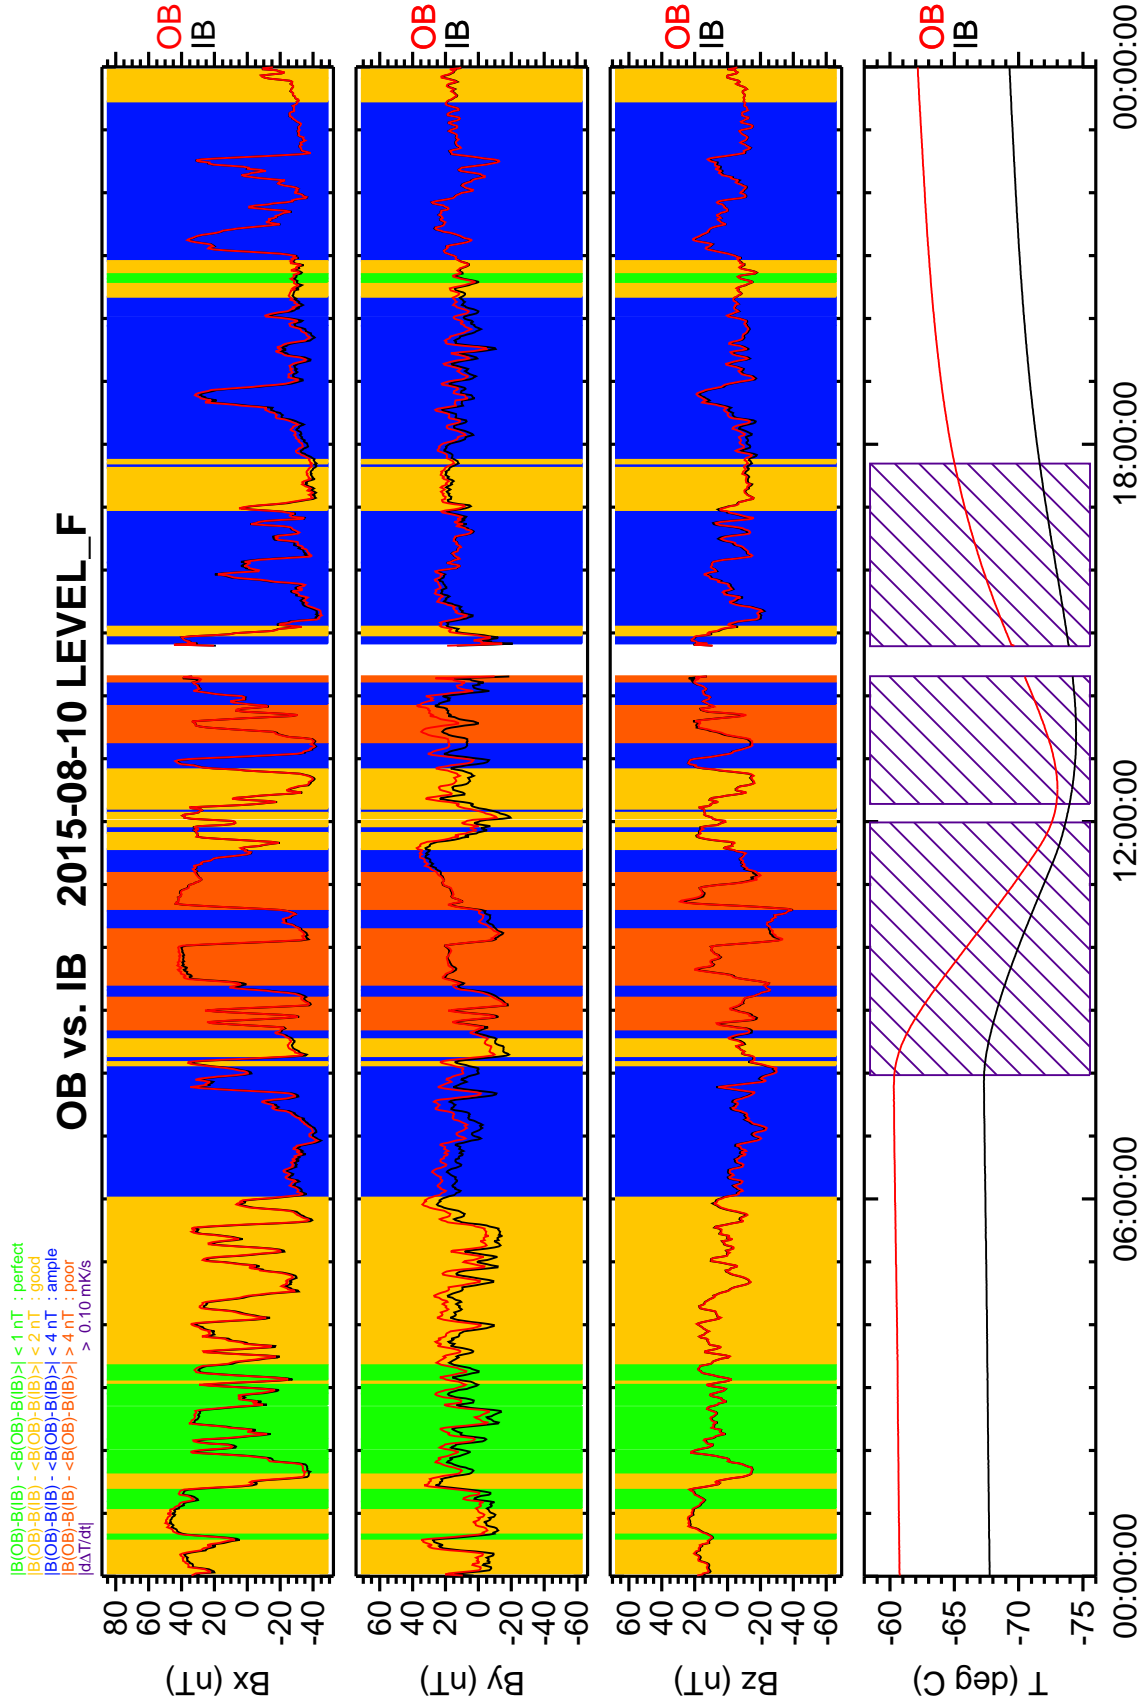 OB vs. IB 2015-08-10 LEVEL_F
|B(OB)-B(IB) - <B(OB)-B(IB)>| < 1 nT : perfect
|B(OB)-B(IB) - <B(OB)-B(IB)>| < 2 nT : good
|B(OB)-B(IB) - <B(OB)-B(IB)>| < 4 nT : ample
|B(OB)-B(IB) - <B(OB)-B(IB)>| > 4 nT : poor
|dΔT/dt| > 0.10 mK/s
Bx (nT)
80
60
40
20
0
-20
-40
OB
IB
By (nT)
60
40
20
0
-20
-40
-60
OB
IB
Bz (nT)
60
40
20
0
-20
-40
-60
OB
IB
T (deg C)
-60
-65
-70
-75
OB
IB
00:00:00
06:00:00
12:00:00
18:00:00
00:00:00